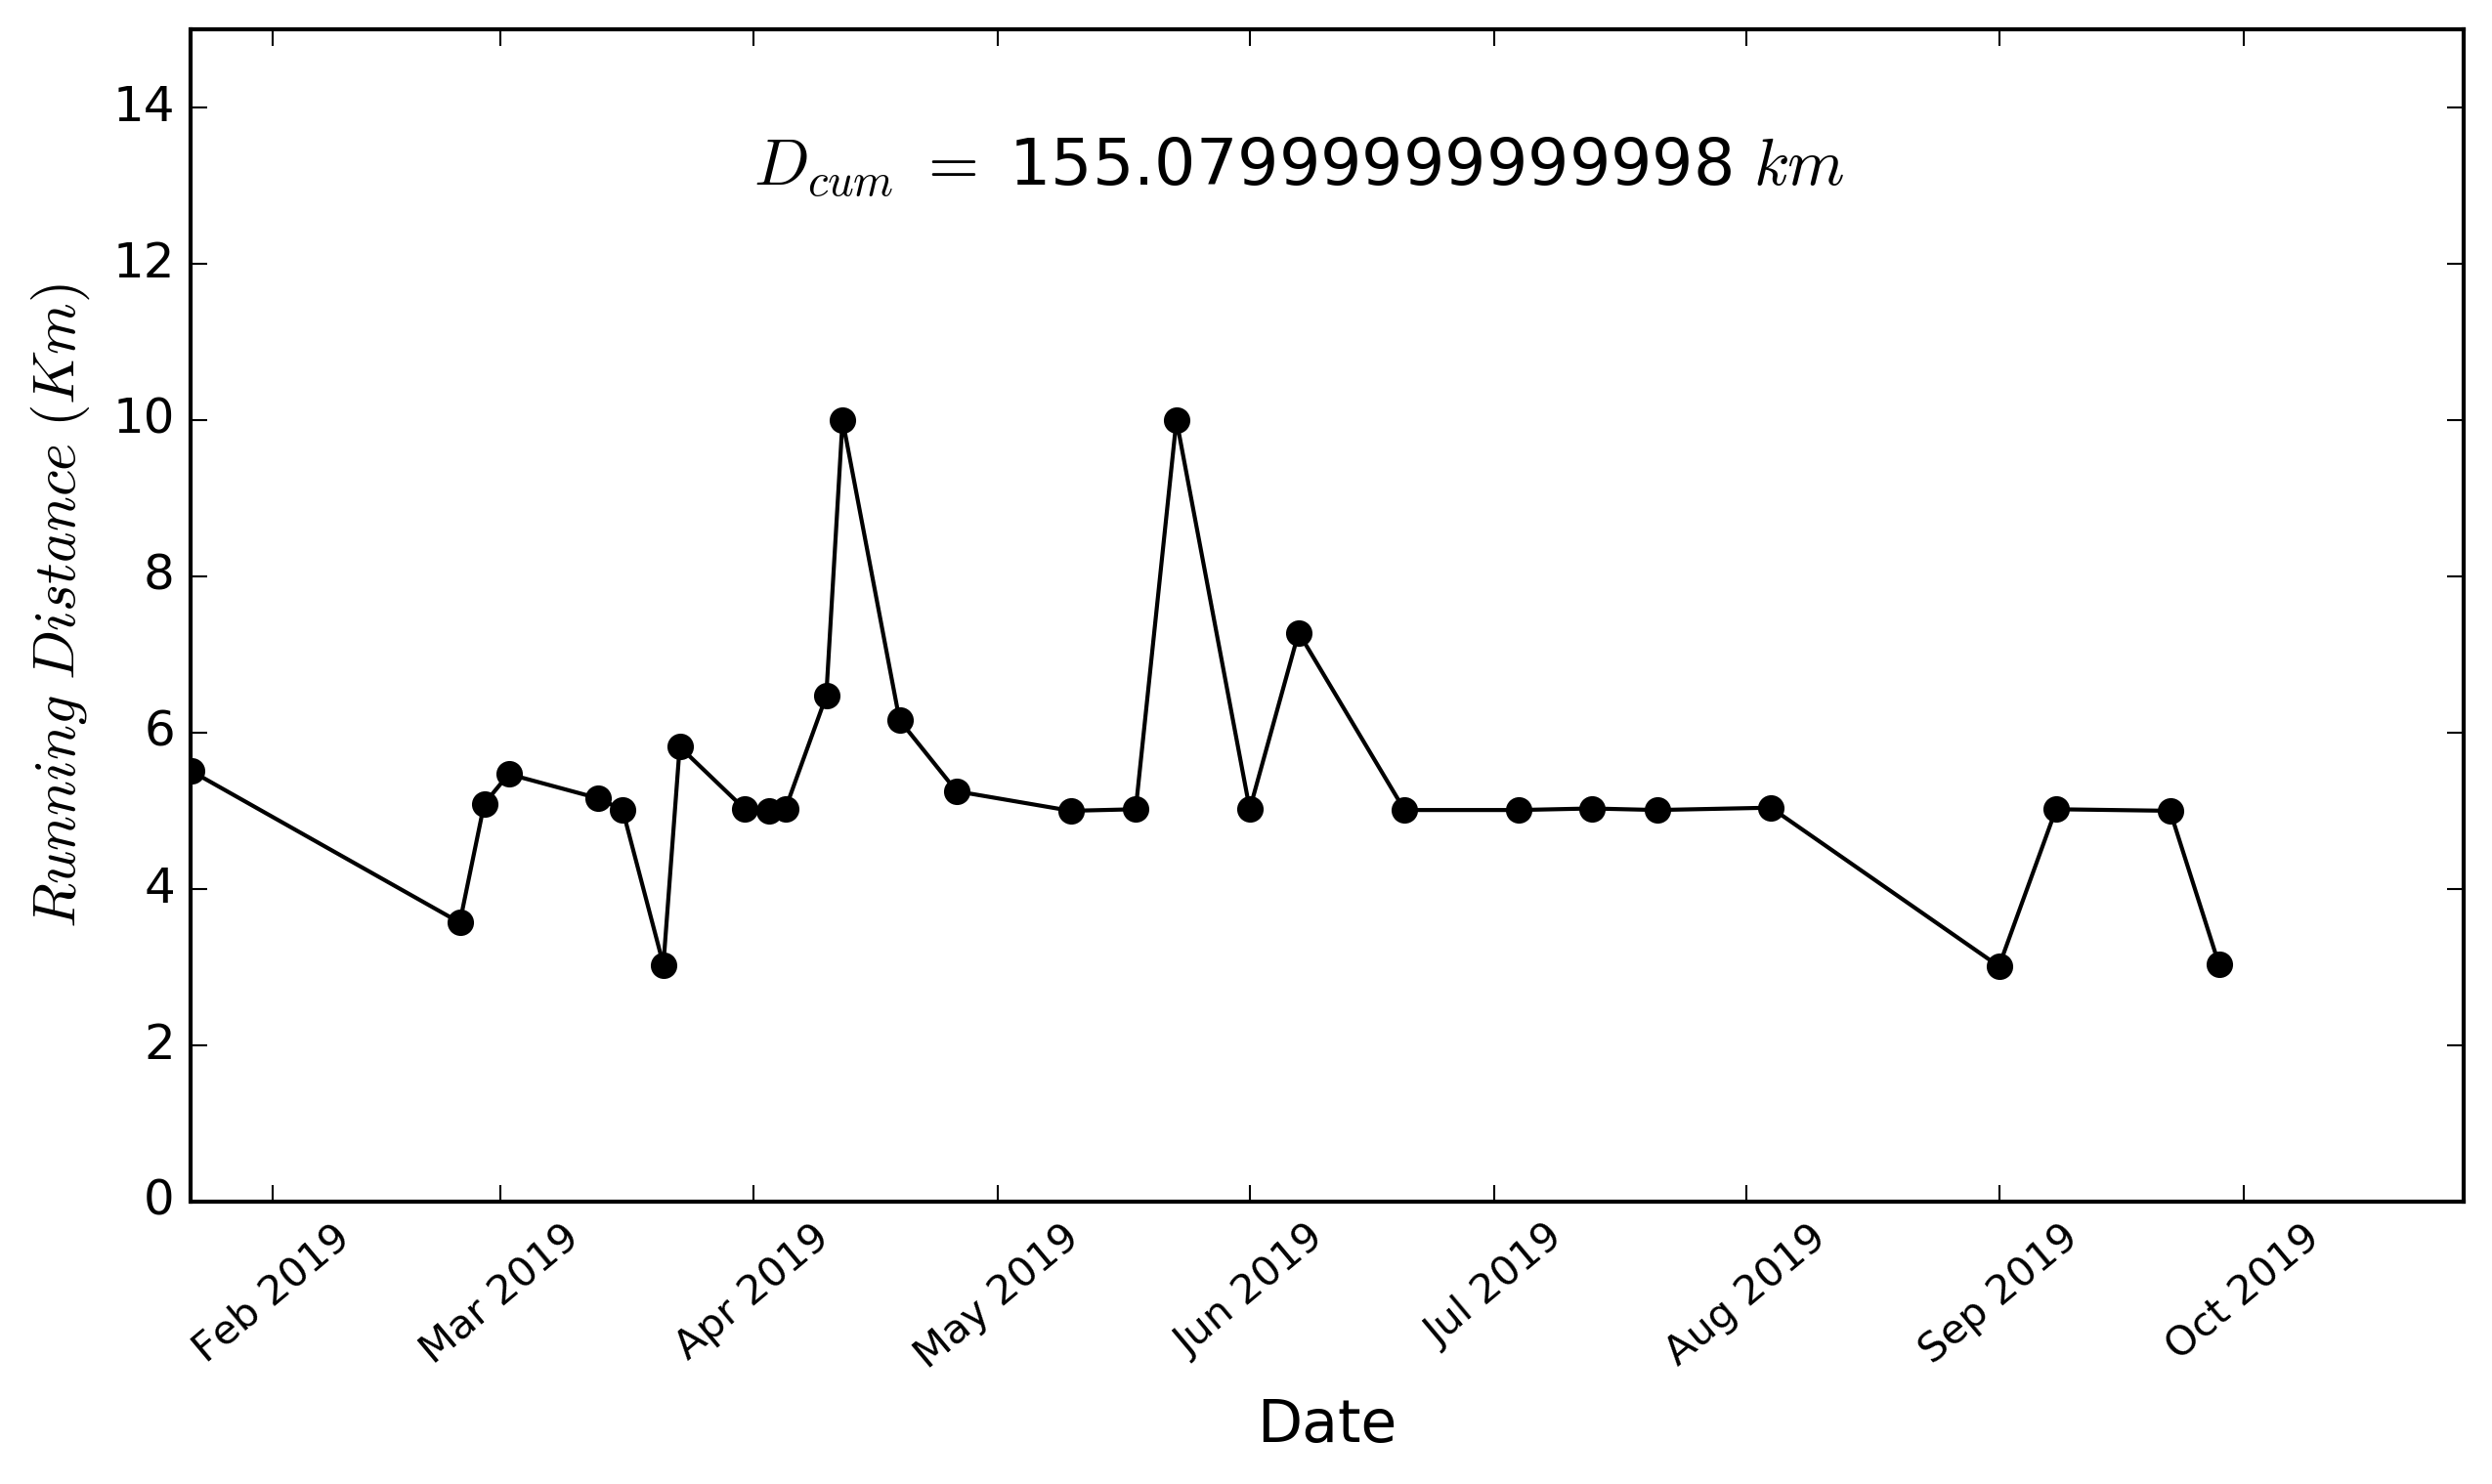 D_cum = 155.07999999999998 km
Running Distance (Km)
14
12
10
8
6
4
2
0
Feb 2019
Mar 2019
Apr 2019
May 2019
Jun 2019
Jul 2019
Aug 2019
Sep 2019
Oct 2019
Date